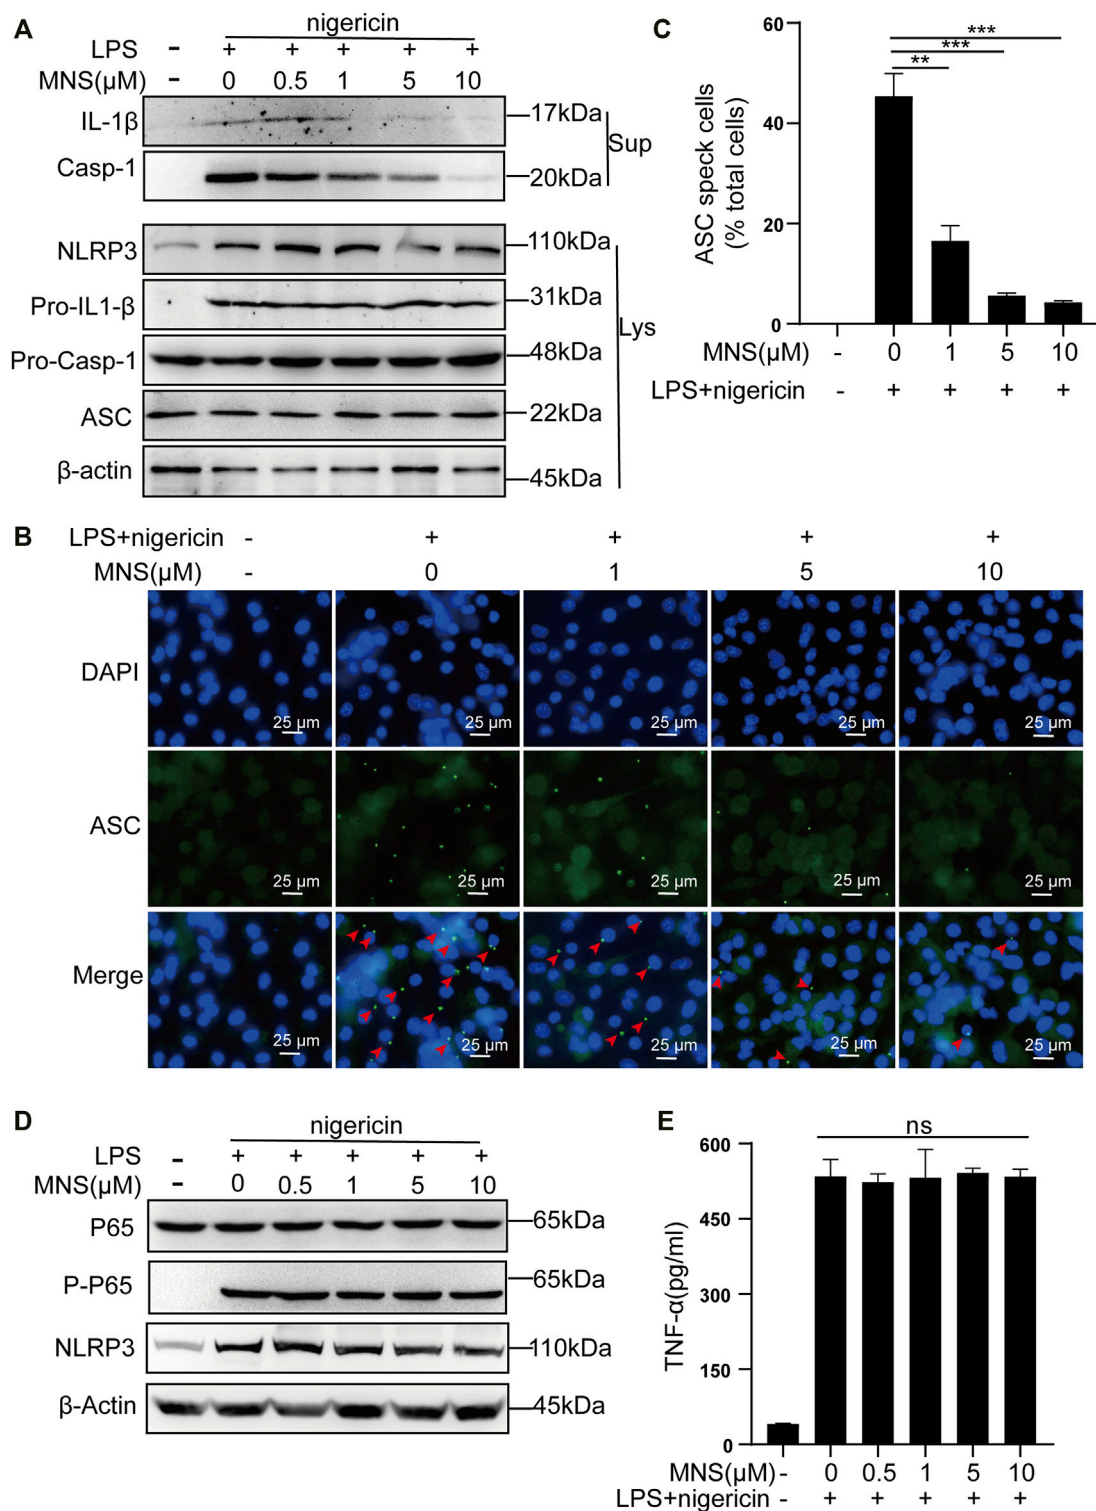 A
nigericin
LPS - + + + + +
MNS(μM) - 0 0.5 1 5 10
IL-1β 17kDa
Casp-1 20kDa
Sup
NLRP3 110kDa
Pro-IL1-β 31kDa
Pro-Casp-1 48kDa
ASC 22kDa
β-actin 45kDa
Lys
C
ASC speck cells
(% total cells)
60
40
20
0
*** 
***
**
MNS(μM) - 0 1 5 10
LPS+nigericin - + + + +
B
LPS+nigericin - + + + +
MNS(μM) - 0 1 5 10
DAPI
25 μm 25 μm 25 μm 25 μm 25 μm
ASC
25 μm 25 μm 25 μm 25 μm 25 μm
Merge
25 μm 25 μm 25 μm 25 μm 25 μm
D
nigericin
LPS - + + + + +
MNS(μM) - 0 0.5 1 5 10
P65 65kDa
P-P65 65kDa
NLRP3 110kDa
β-Actin 45kDa
E
ns
TNF-α(pg/ml)
600
450
300
150
0
MNS(μM) - 0 0.5 1 5 10
LPS+nigericin - + + + + +